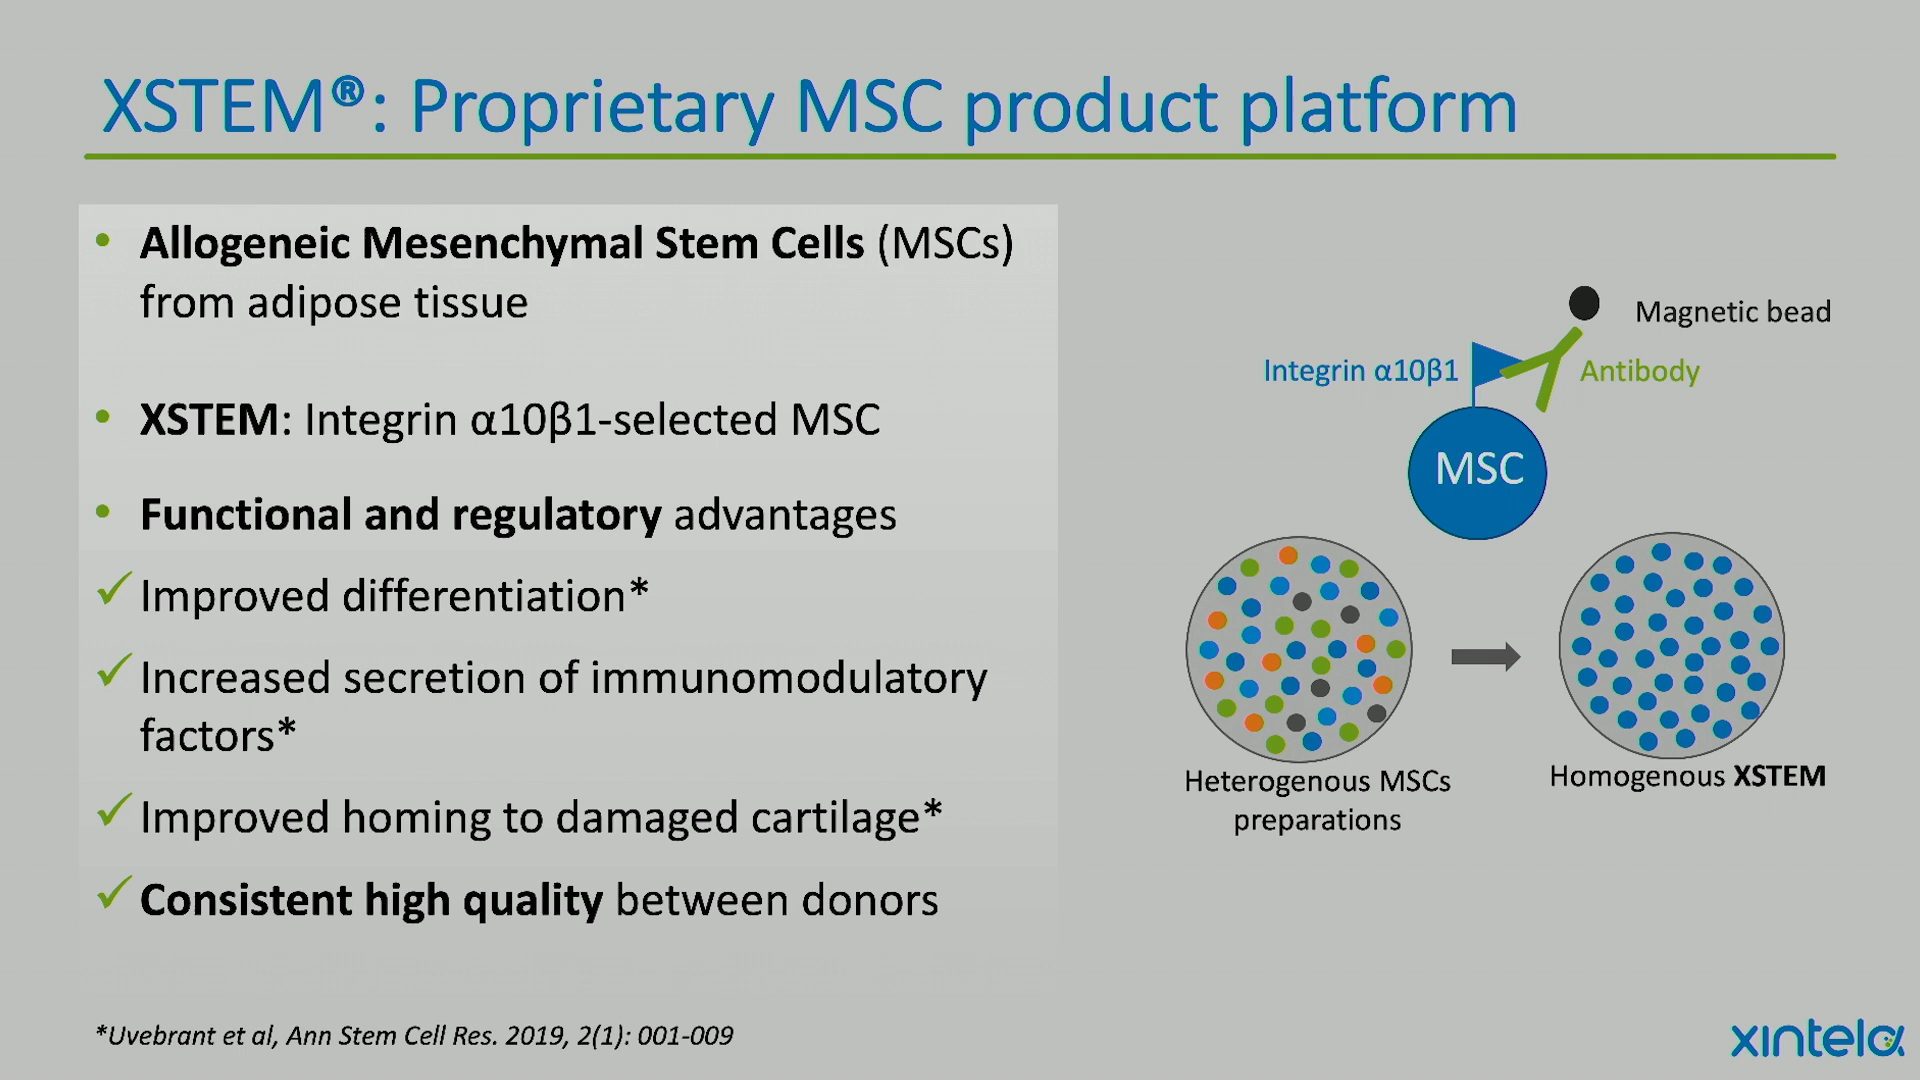 XSTEM®: Proprietary MSC product platform
• Allogeneic Mesenchymal Stem Cells (MSCs)
from adipose tissue
• XSTEM: Integrin α10β1-selected MSC
• Functional and regulatory advantages
✓ Improved differentiation*
✓ Increased secretion of immunomodulatory
factors*
✓ Improved homing to damaged cartilage*
✓ Consistent high quality between donors
Magnetic bead
Integrin α10β1
Antibody
MSC
Heterogenous MSCs
preparations
Homogenous XSTEM
*Uvebrant et al, Ann Stem Cell Res. 2019, 2(1): 001-009
xintela